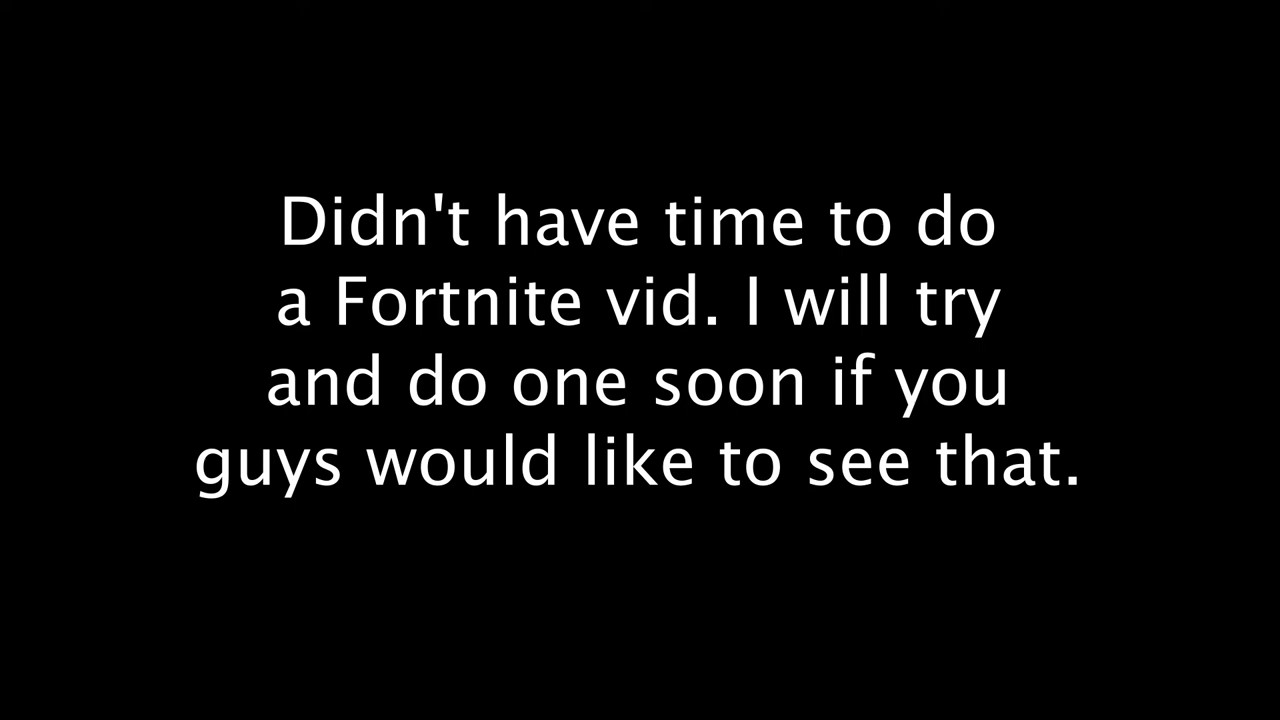 Didn't have time to do
a Fortnite vid. I will try
and do one soon if you
guys would like to see that.